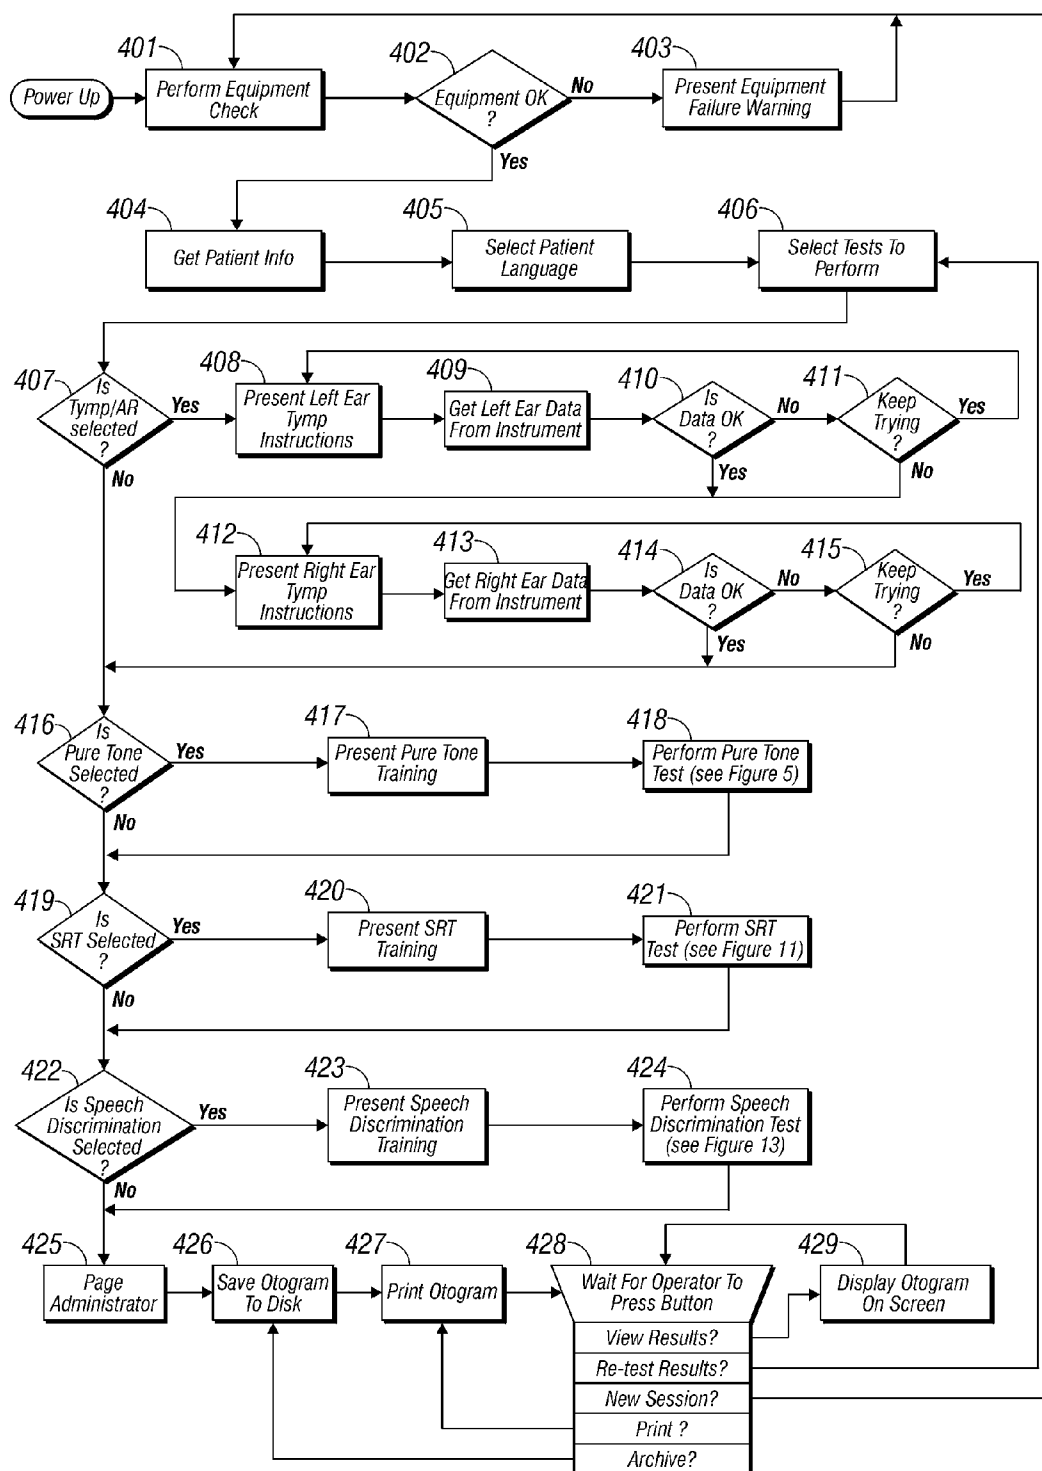 401
402
403
Power Up
Perform Equipment
Check
Equipment OK
?
No
Present Equipment
Failure Warning
Yes
404
405
406
Get Patient Info
Select Patient
Language
Select Tests To
Perform
407
408
409
410
411
Is
Tymp/AR
selected
?
Yes
No
Present Left Ear
Tymp
Instructions
Get Left Ear Data
From Instrument
Is
Data OK
?
No
Yes
Keep
Trying
?
Yes
No
412
413
414
415
Present Right Ear
Tymp
Instructions
Get Right Ear Data
From Instrument
Is
Data OK
?
No
Yes
Keep
Trying
?
Yes
No
416
417
418
Is
Pure Tone
Selected
?
Yes
No
Present Pure Tone
Training
Perform Pure Tone
Test (see Figure 5)
419
420
421
Is
SRT Selected
?
Yes
No
Present SRT
Training
Perform SRT
Test (see Figure 11)
422
423
424
Is Speech
Discrimination
Selected
?
Yes
No
Present Speech
Discrimination
Training
Perform Speech
Discrimination Test
(see Figure 13)
425
426
427
428
429
Page
Administrator
Save Otogram
To Disk
Print Otogram
Wait For Operator To
Press Button
Display Otogram
On Screen
View Results?
Re-test Results?
New Session?
Print ?
Archive?